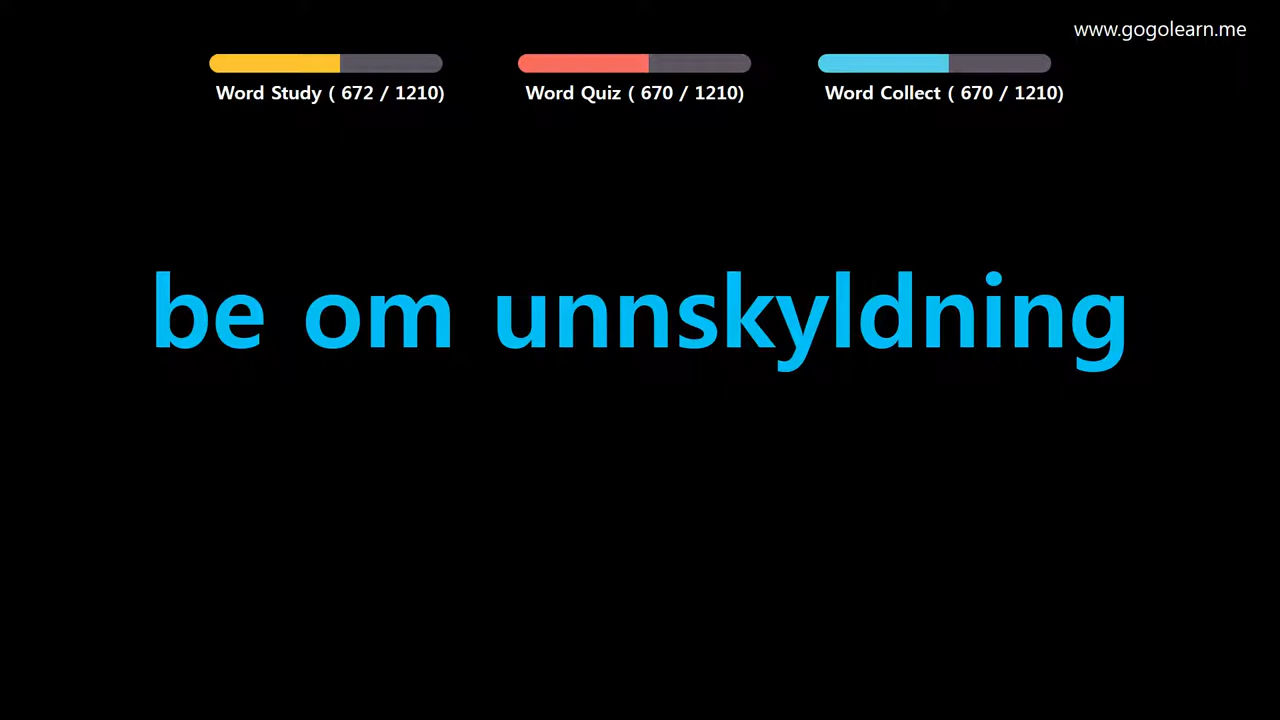 www.gogolearn.me
Word Study ( 672 / 1210)
Word Quiz ( 670 / 1210)
Word Collect ( 670 / 1210)
be om unnskyldning